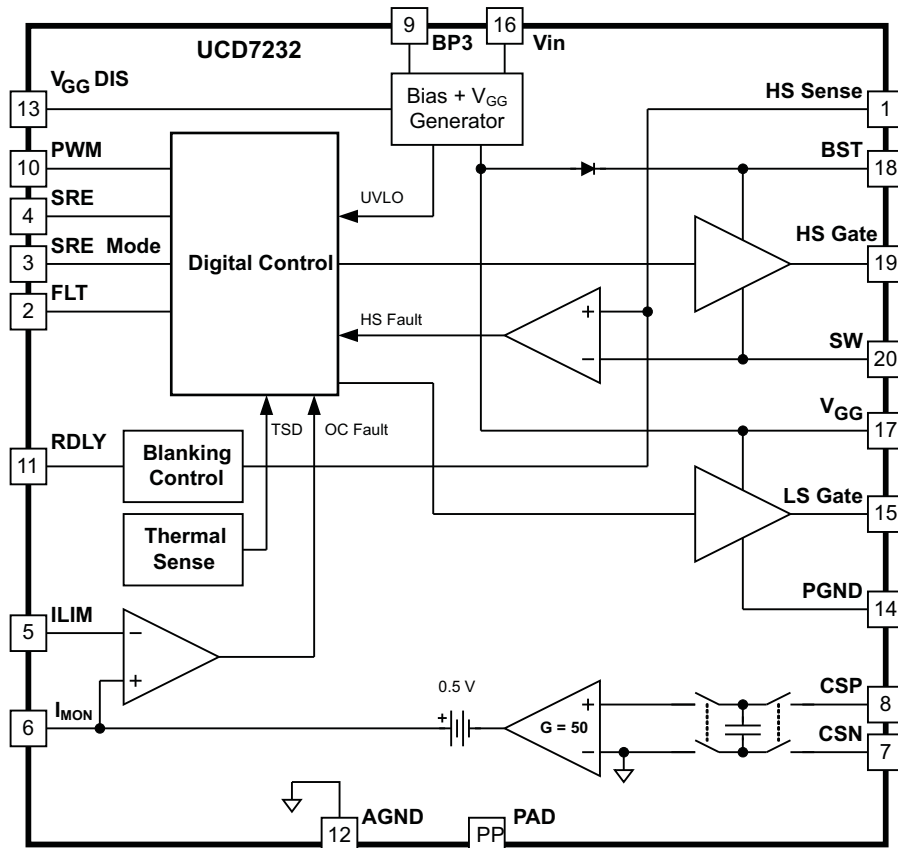 9
16
UCD7232
BP3
Vin
VGG DIS
13
Bias + VGG
Generator
HS Sense
1
PWM
10
BST
18
UVLO
SRE
4
SRE Mode
3
Digital Control
HS Gate
19
FLT
2
HS Fault
+
−
SW
20
TSD
OC Fault
VGG
17
RDLY
11
Blanking
Control
LS Gate
15
Thermal
Sense
PGND
14
ILIM
5
−
+
IMON
6
0.5 V
+
G = 50
+
−
CSP
8
CSN
7
AGND
12
PAD
PP